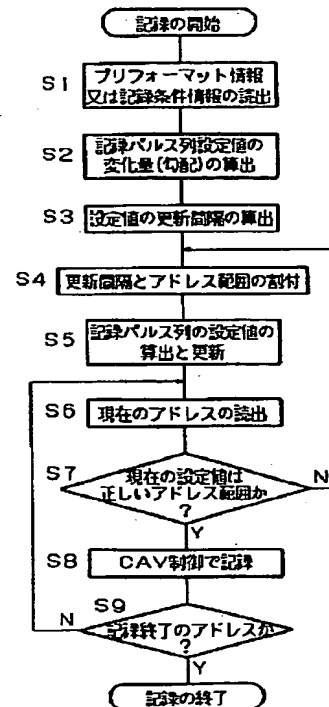 記録の開始
S1
プリフォーマット情報
又は記録条件情報の読出
S2
記録パルス列設定値の
変化量(勾配)の算出
S3
設定値の更新間隔の算出
S4
更新間隔とアドレス範囲の割付
S5
記録パルス列の設定値の
算出と更新
S6
現在のアドレスの読出
S7
現在の設定値は
正しいアドレス範囲か
?
N
Y
S8
CAV制御で記録
S9
N
記録終了のアドレスか
?
Y
記録の終了